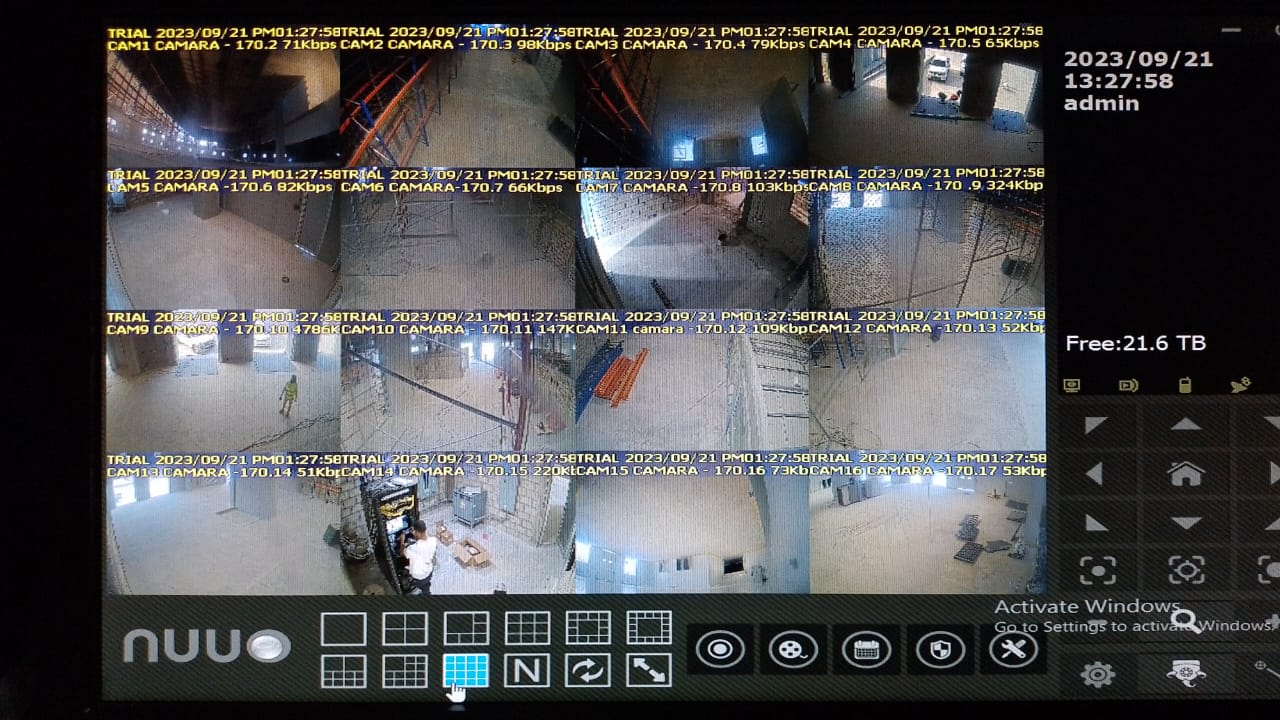 TRIAL 2023/09/21 PM01:27:58 TRIAL 2023/09/21 PM01:27:58 TRIAL 2023/09/21 PM01:27:58 TRIAL 2023/09/21 PM01:27:58
CAM1 CAMARA - 170.2 71Kbps CAM2 CAMARA - 170.3 98Kbps CAM3 CAMARA - 170.4 79Kbps CAM4 CAMARA - 170.5 65Kbps
2023/09/21
13:27:58
admin
TRIAL 2023/09/21 PM01:27:58 TRIAL 2023/09/21 PM01:27:58 TRIAL 2023/09/21 PM01:27:58 TRIAL 2023/09/21 PM01:27:58
CAM5 CAMARA -170.6 82Kbps CAM6 CAMARA-170.7 66Kbps CAM7 CAMARA - 170.8 103Kbps CAM8 CAMARA -170 .9 324Kbp
TRIAL 2023/09/21 PM01:27:58 TRIAL 2023/09/21 PM01:27:58 TRIAL 2023/09/21 PM01:27:58 TRIAL 2023/09/21 PM01:27:58
CAM9 CAMARA - 170.10 4786K CAM10 CAMARA - 170.11 147K CAM11 camara -170.12 109Kbp CAM12 CAMARA -170.13 52Kbp
Free:21.6 TB
TRIAL 2023/09/21 PM01:27:58 TRIAL 2023/09/21 PM01:27:58 TRIAL 2023/09/21 PM01:27:58 TRIAL 2023/09/21 PM01:27:58
CAM13 CAMARA -170.14 51Kbp CAM14 CAMARA -170.15 220Kb CAM15 CAMARA - 170.16 73Kb CAM16 CAMARA -170.17 53Kbp
nuuo
N
Activate Windows
Go to Settings to activate Windows.